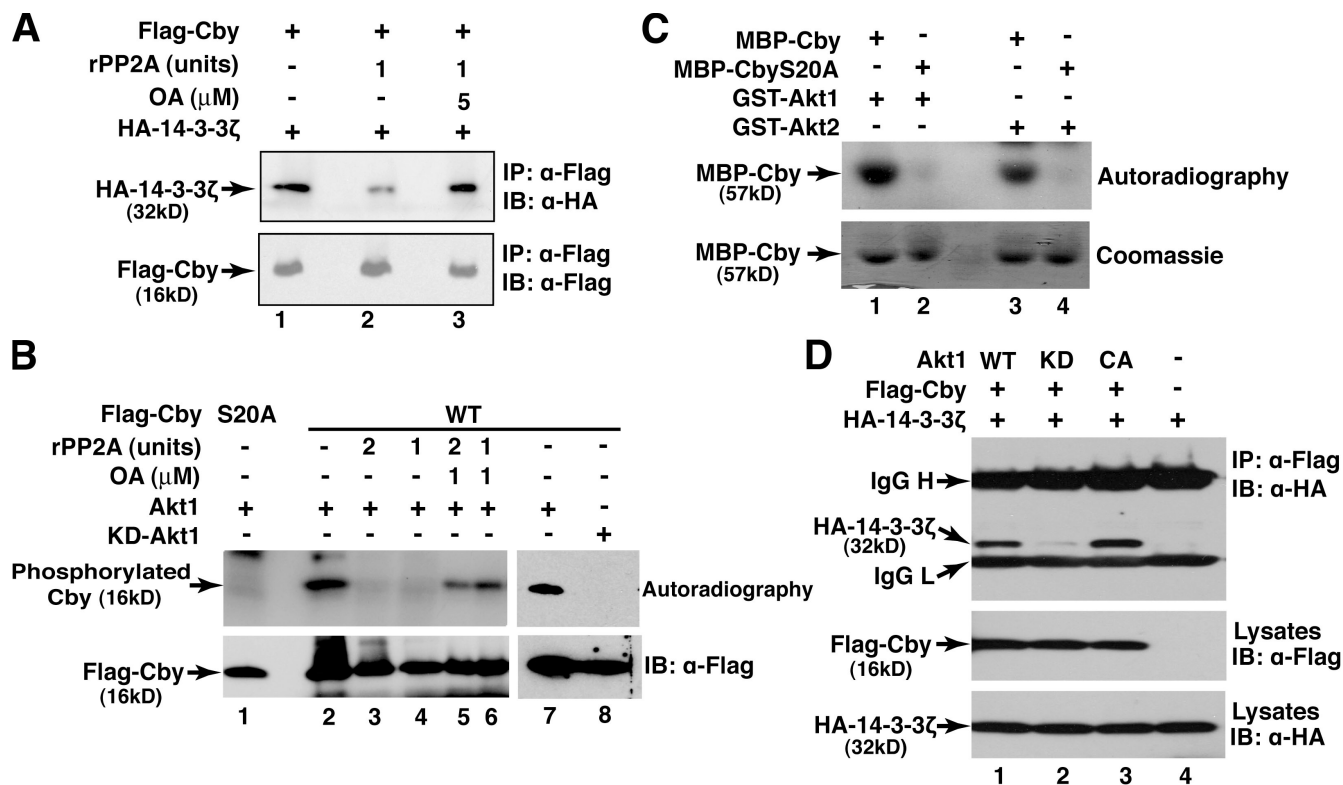 A
Flag-Cby + + +
rPP2A (units) - 1 1
OA (μM) - - 5
HA-14-3-3ζ + + +
HA-14-3-3ζ
(32kD)
IP: α-Flag
IB: α-HA
Flag-Cby
(16kD)
IP: α-Flag
IB: α-Flag
1 2 3
B
Flag-Cby S20A WT
rPP2A (units) - - 2 1 2 1 - -
OA (μM) - - - - 1 1 - -
Akt1 + + + + + + + -
KD-Akt1 - - - - - - - +
Phosphorylated
Cby (16kD)
Autoradiography
Flag-Cby
(16kD)
IB: α-Flag
1 2 3 4 5 6 7 8
C
MBP-Cby + - + -
MBP-CbyS20A - + - +
GST-Akt1 + + - -
GST-Akt2 - - + +
MBP-Cby
(57kD)
Autoradiography
MBP-Cby
(57kD)
Coomassie
1 2 3 4
D
Akt1 WT KD CA -
Flag-Cby + + + -
HA-14-3-3ζ + + + +
IgG H
HA-14-3-3ζ
(32kD)
IgG L
IP: α-Flag
IB: α-HA
Flag-Cby
(16kD)
Lysates
IB: α-Flag
HA-14-3-3ζ
(32kD)
Lysates
IB: α-HA
1 2 3 4